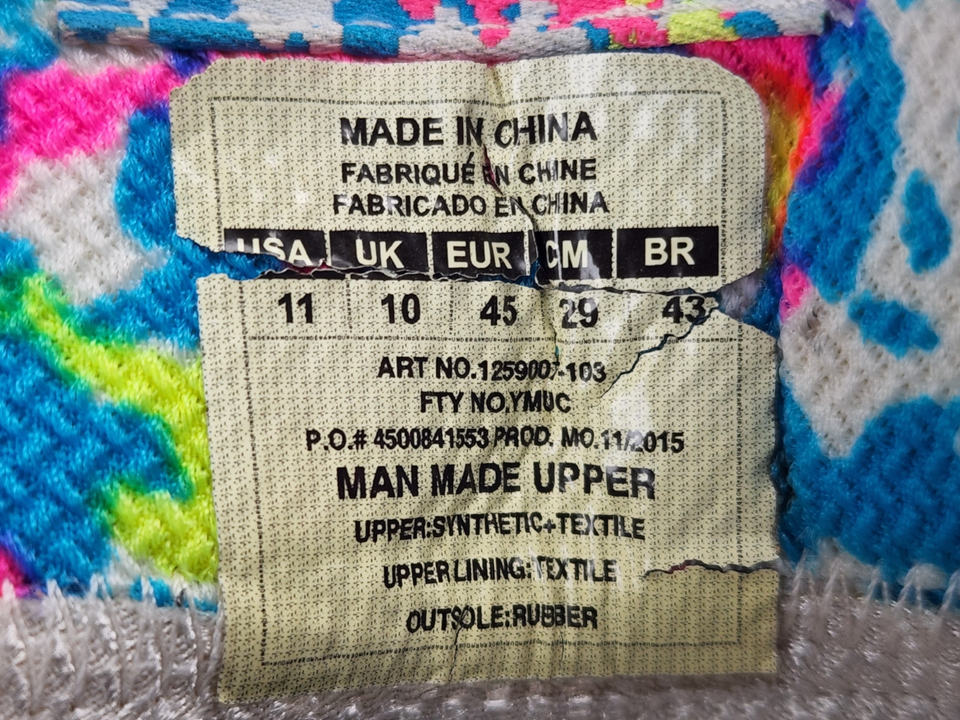 MADE IN CHINA
FABRIQUÉ EN CHINE
FABRICADO EN CHINA
USA UK EUR CM BR
11 10 45 29 43
ART NO.1259007-103
FTY NO.YMUC
P.O.# 4500841553 PROD. MO.11/2015
MAN MADE UPPER
UPPER:SYNTHETIC+TEXTILE
UPPER LINING:TEXTILE
OUTSOLE:RUBBER